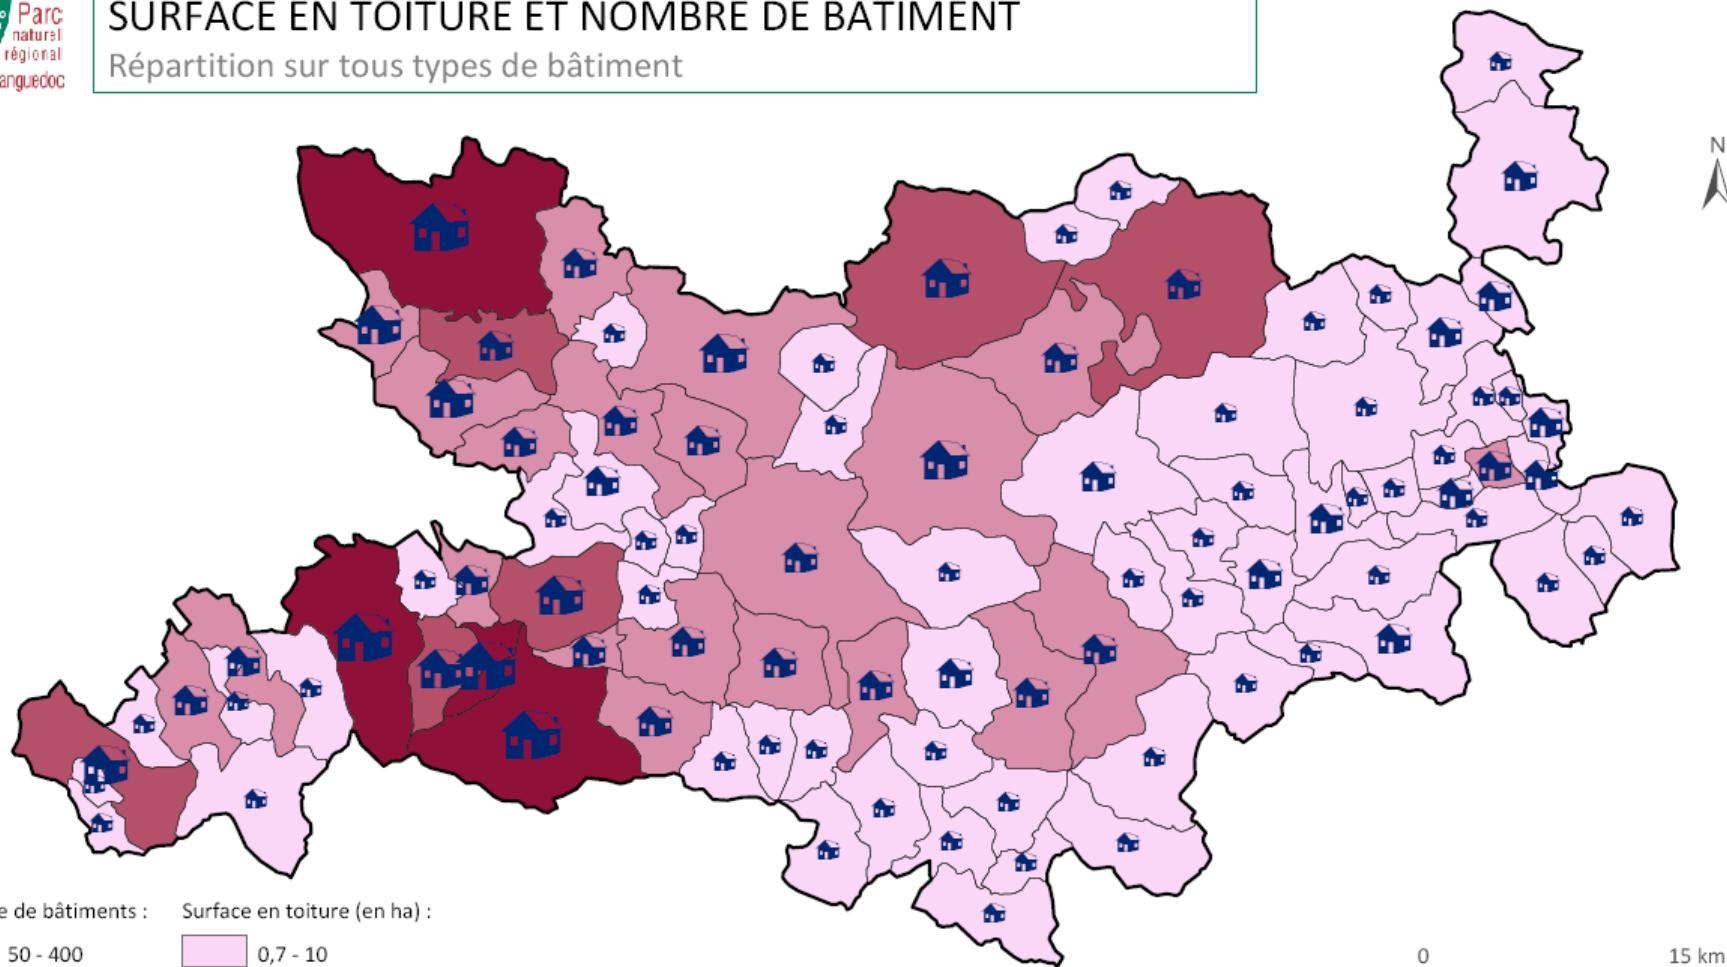 Parc
naturel
régional
anguedoc
SURFACE EN TOITURE ET NOMBRE DE BÂTIMENT
Répartition sur tous types de bâtiment
N
e de bâtiments :
Surface en toiture (en ha) :
50 - 400
0,7 - 10
0
15 km